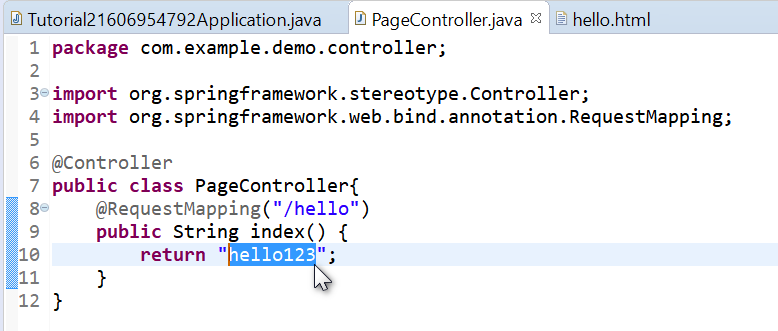 Tutorial21606954792Application.java PageController.java hello.html
1 package com.example.demo.controller;
2
3 import org.springframework.stereotype.Controller;
4 import org.springframework.web.bind.annotation.RequestMapping;
5
6 @Controller
7 public class PageController{
8     @RequestMapping("/hello")
9     public String index() {
10         return "hello123";
11     }
12 }